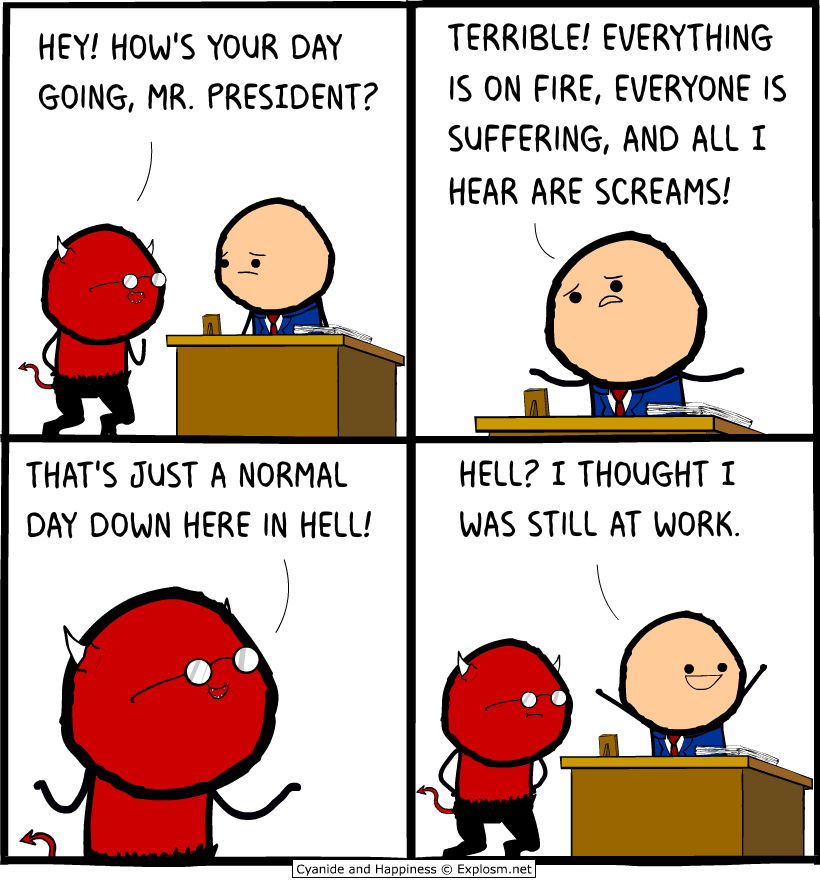 HEY! HOW'S YOUR DAY
GOING, MR. PRESIDENT?
TERRIBLE! EVERYTHING
IS ON FIRE, EVERYONE IS
SUFFERING, AND ALL I
HEAR ARE SCREAMS!
THAT'S JUST A NORMAL
DAY DOWN HERE IN HELL!
HELL? I THOUGHT I
WAS STILL AT WORK.
Cyanide and Happiness © Explosm.net